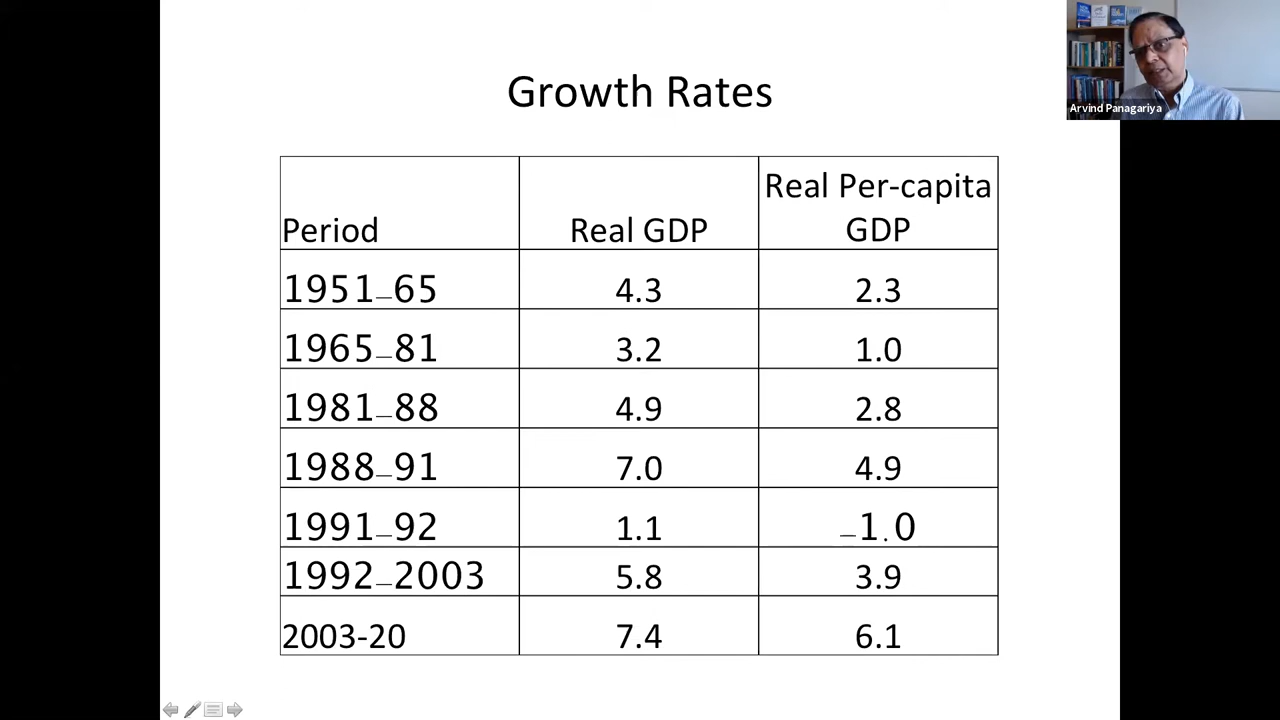 Growth Rates
Arvind Panagariya
Period Real GDP Real Per-capita GDP
1951–65 4.3 2.3
1965–81 3.2 1.0
1981–88 4.9 2.8
1988–91 7.0 4.9
1991–92 1.1 –1.0
1992–2003 5.8 3.9
2003-20 7.4 6.1